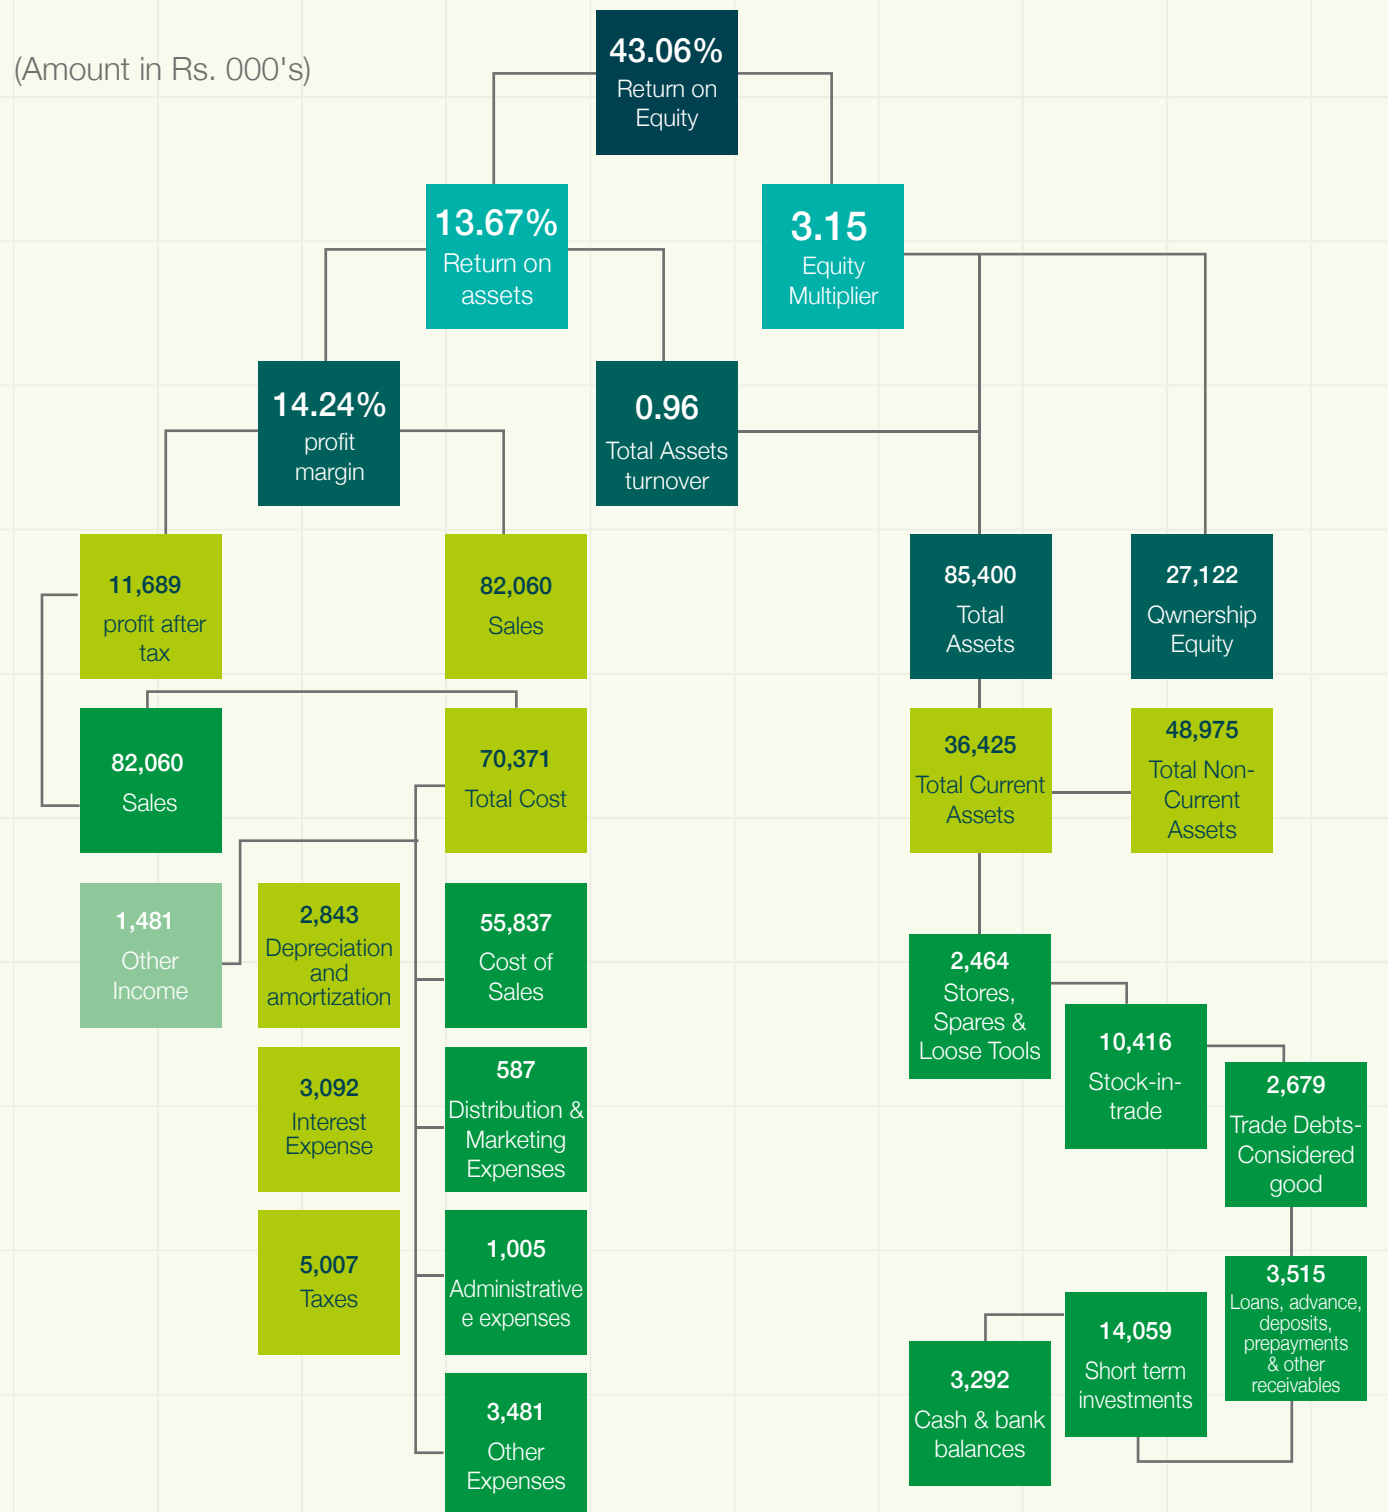 (Amount in Rs. 000's)
43.06%
Return on
Equity
13.67%
Return on
assets
3.15
Equity
Multiplier
14.24%
profit
margin
0.96
Total Assets
turnover
11,689
profit after
tax
82,060
Sales
85,400
Total
Assets
27,122
Qwnership
Equity
82,060
Sales
70,371
Total Cost
36,425
Total Current
Assets
48,975
Total Non-
Current
Assets
1,481
Other
Income
2,843
Depreciation
and
amortization
55,837
Cost of
Sales
2,464
Stores,
Spares &
Loose Tools
10,416
Stock-in-
trade
2,679
Trade Debts-
Considered
good
3,092
Interest
Expense
587
Distribution &
Marketing
Expenses
5,007
Taxes
1,005
Administrative
e expenses
3,515
Loans, advance,
deposits,
prepayments
& other
receivables
14,059
Short term
investments
3,292
Cash & bank
balances
3,481
Other
Expenses